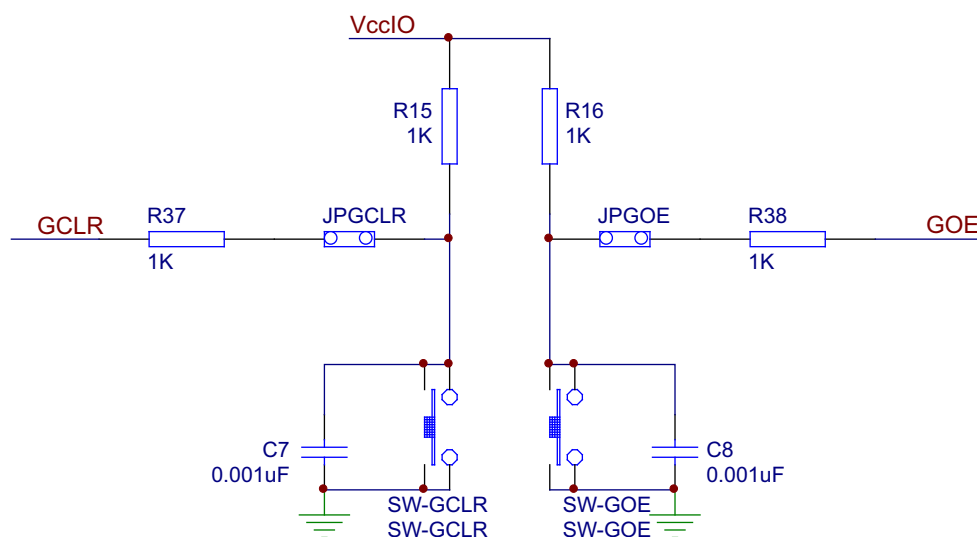 VccIO
R15
1K
R16
1K
GCLR
R37
1K
JPGCLR
JPGOE
R38
1K
GOE
C7
0.001uF
SW-GCLR
SW-GCLR
SW-GOE
SW-GOE
C8
0.001uF